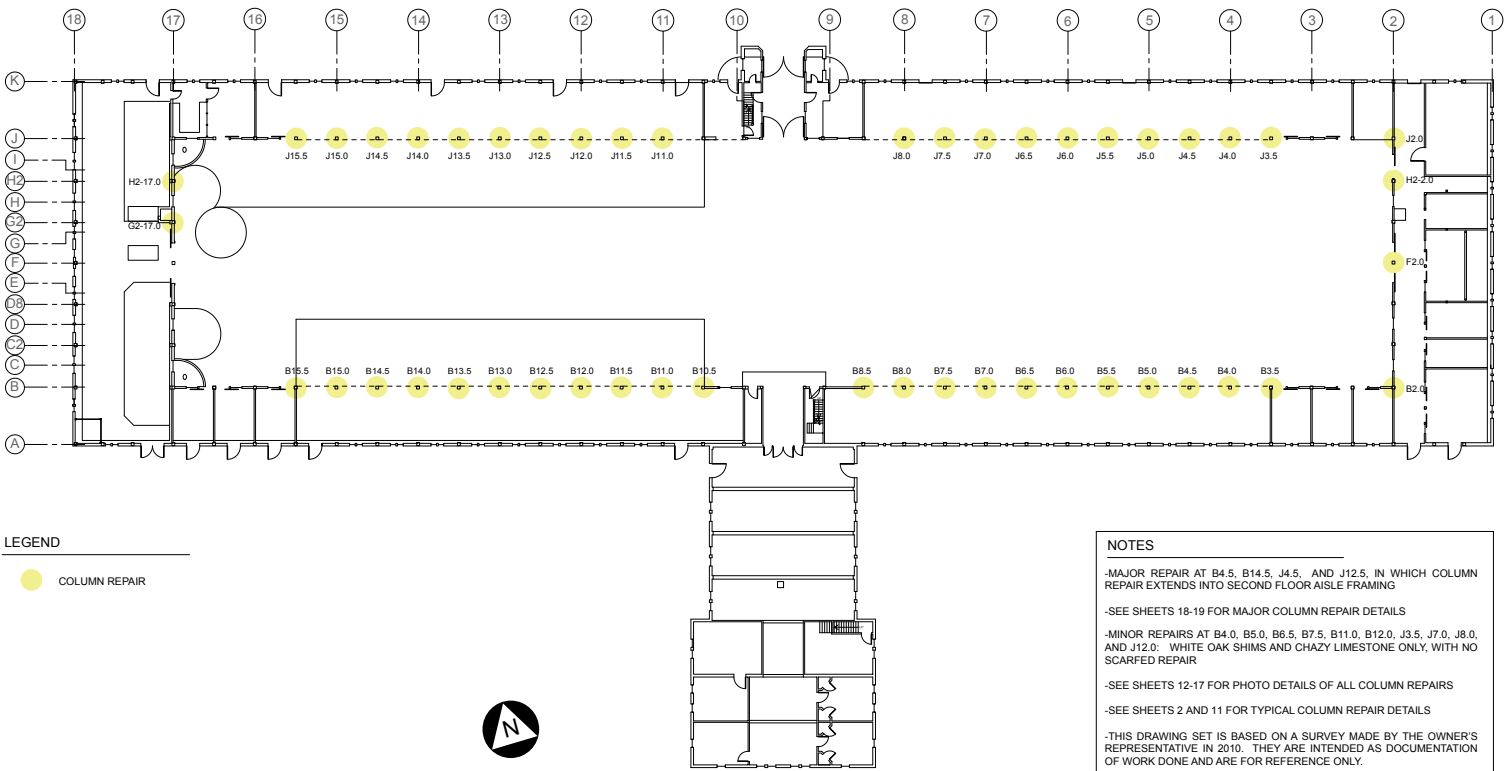 18 17 16 15 14 13 12 11 10 9 8 7 6 5 4 3 2 1
K
J
J15.5 J15.0 J14.5 J14.0 J13.5 J13.0 J12.5 J12.0 J11.5 J11.0 J8.0 J7.5 J7.0 J6.5 J6.0 J5.5 J5.0 J4.5 J4.0 J3.5 J2.0
I
H2 H2-17.0 H2-2.0
H
G2 G2-17.0
G
F F2.0
E
D8
D
C2
C
B15.5 B15.0 B14.5 B14.0 B13.5 B13.0 B12.5 B12.0 B11.5 B11.0 B10.5 B8.5 B8.0 B7.5 B7.0 B6.5 B6.0 B5.5 B5.0 B4.5 B4.0 B3.5
B B2.0
A
LEGEND
COLUMN REPAIR
N
NOTES
-MAJOR REPAIR AT B4.5, B14.5, J4.5, AND J12.5, IN WHICH COLUMN
REPAIR EXTENDS INTO SECOND FLOOR AISLE FRAMING
-SEE SHEETS 18-19 FOR MAJOR COLUMN REPAIR DETAILS
-MINOR REPAIRS AT B4.0, B5.0, B6.5, B7.5, B11.0, B12.0, J3.5, J7.0, J8.0,
AND J12.0: WHITE OAK SHIMS AND CHAZY LIMESTONE ONLY, WITH NO
SCARFED REPAIR
-SEE SHEETS 12-17 FOR PHOTO DETAILS OF ALL COLUMN REPAIRS
-SEE SHEETS 2 AND 11 FOR TYPICAL COLUMN REPAIR DETAILS
-THIS DRAWING SET IS BASED ON A SURVEY MADE BY THE OWNER'S
REPRESENTATIVE IN 2010. THEY ARE INTENDED AS DOCUMENTATION
OF WORK DONE AND ARE FOR REFERENCE ONLY.